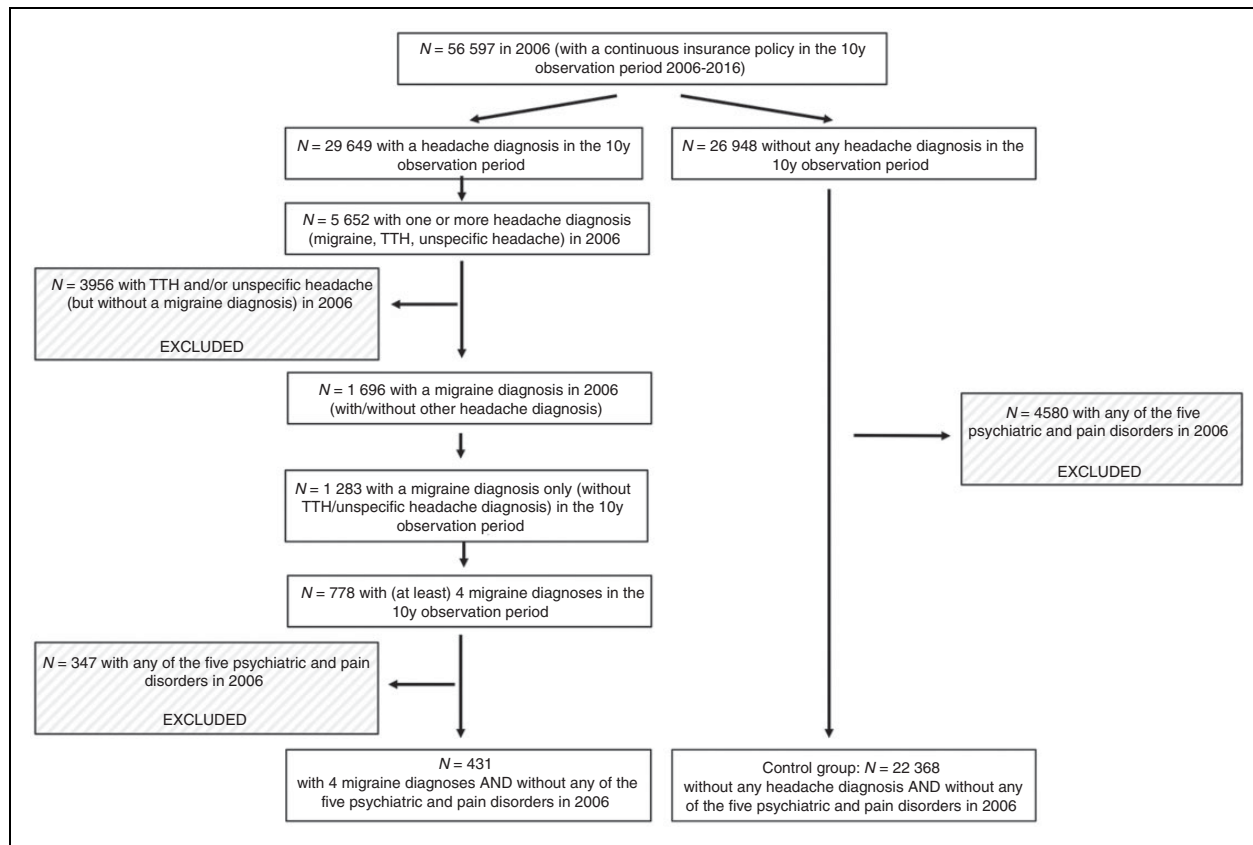 N = 56 597 in 2006 (with a continuous insurance policy in the 10y
observation period 2006-2016)
N = 29 649 with a headache diagnosis in the 10y
observation period
N = 26 948 without any headache diagnosis in the
10y observation period
N = 5 652 with one or more headache diagnosis
(migraine, TTH, unspecific headache) in 2006
N = 3956 with TTH and/or unspecific headache
(but without a migraine diagnosis) in 2006
EXCLUDED
N = 1 696 with a migraine diagnosis in 2006
(with/without other headache diagnosis)
N = 4580 with any of the five
psychiatric and pain disorders in 2006
EXCLUDED
N = 1 283 with a migraine diagnosis only (without
TTH/unspecific headache diagnosis) in the 10y
observation period
N = 778 with (at least) 4 migraine diagnoses in the
10y observation period
N = 347 with any of the five psychiatric and pain
disorders in 2006
EXCLUDED
N = 431
with 4 migraine diagnoses AND without any of the
five psychiatric and pain disorders in 2006
Control group: N = 22 368
without any headache diagnosis AND without any
of the five psychiatric and pain disorders in 2006